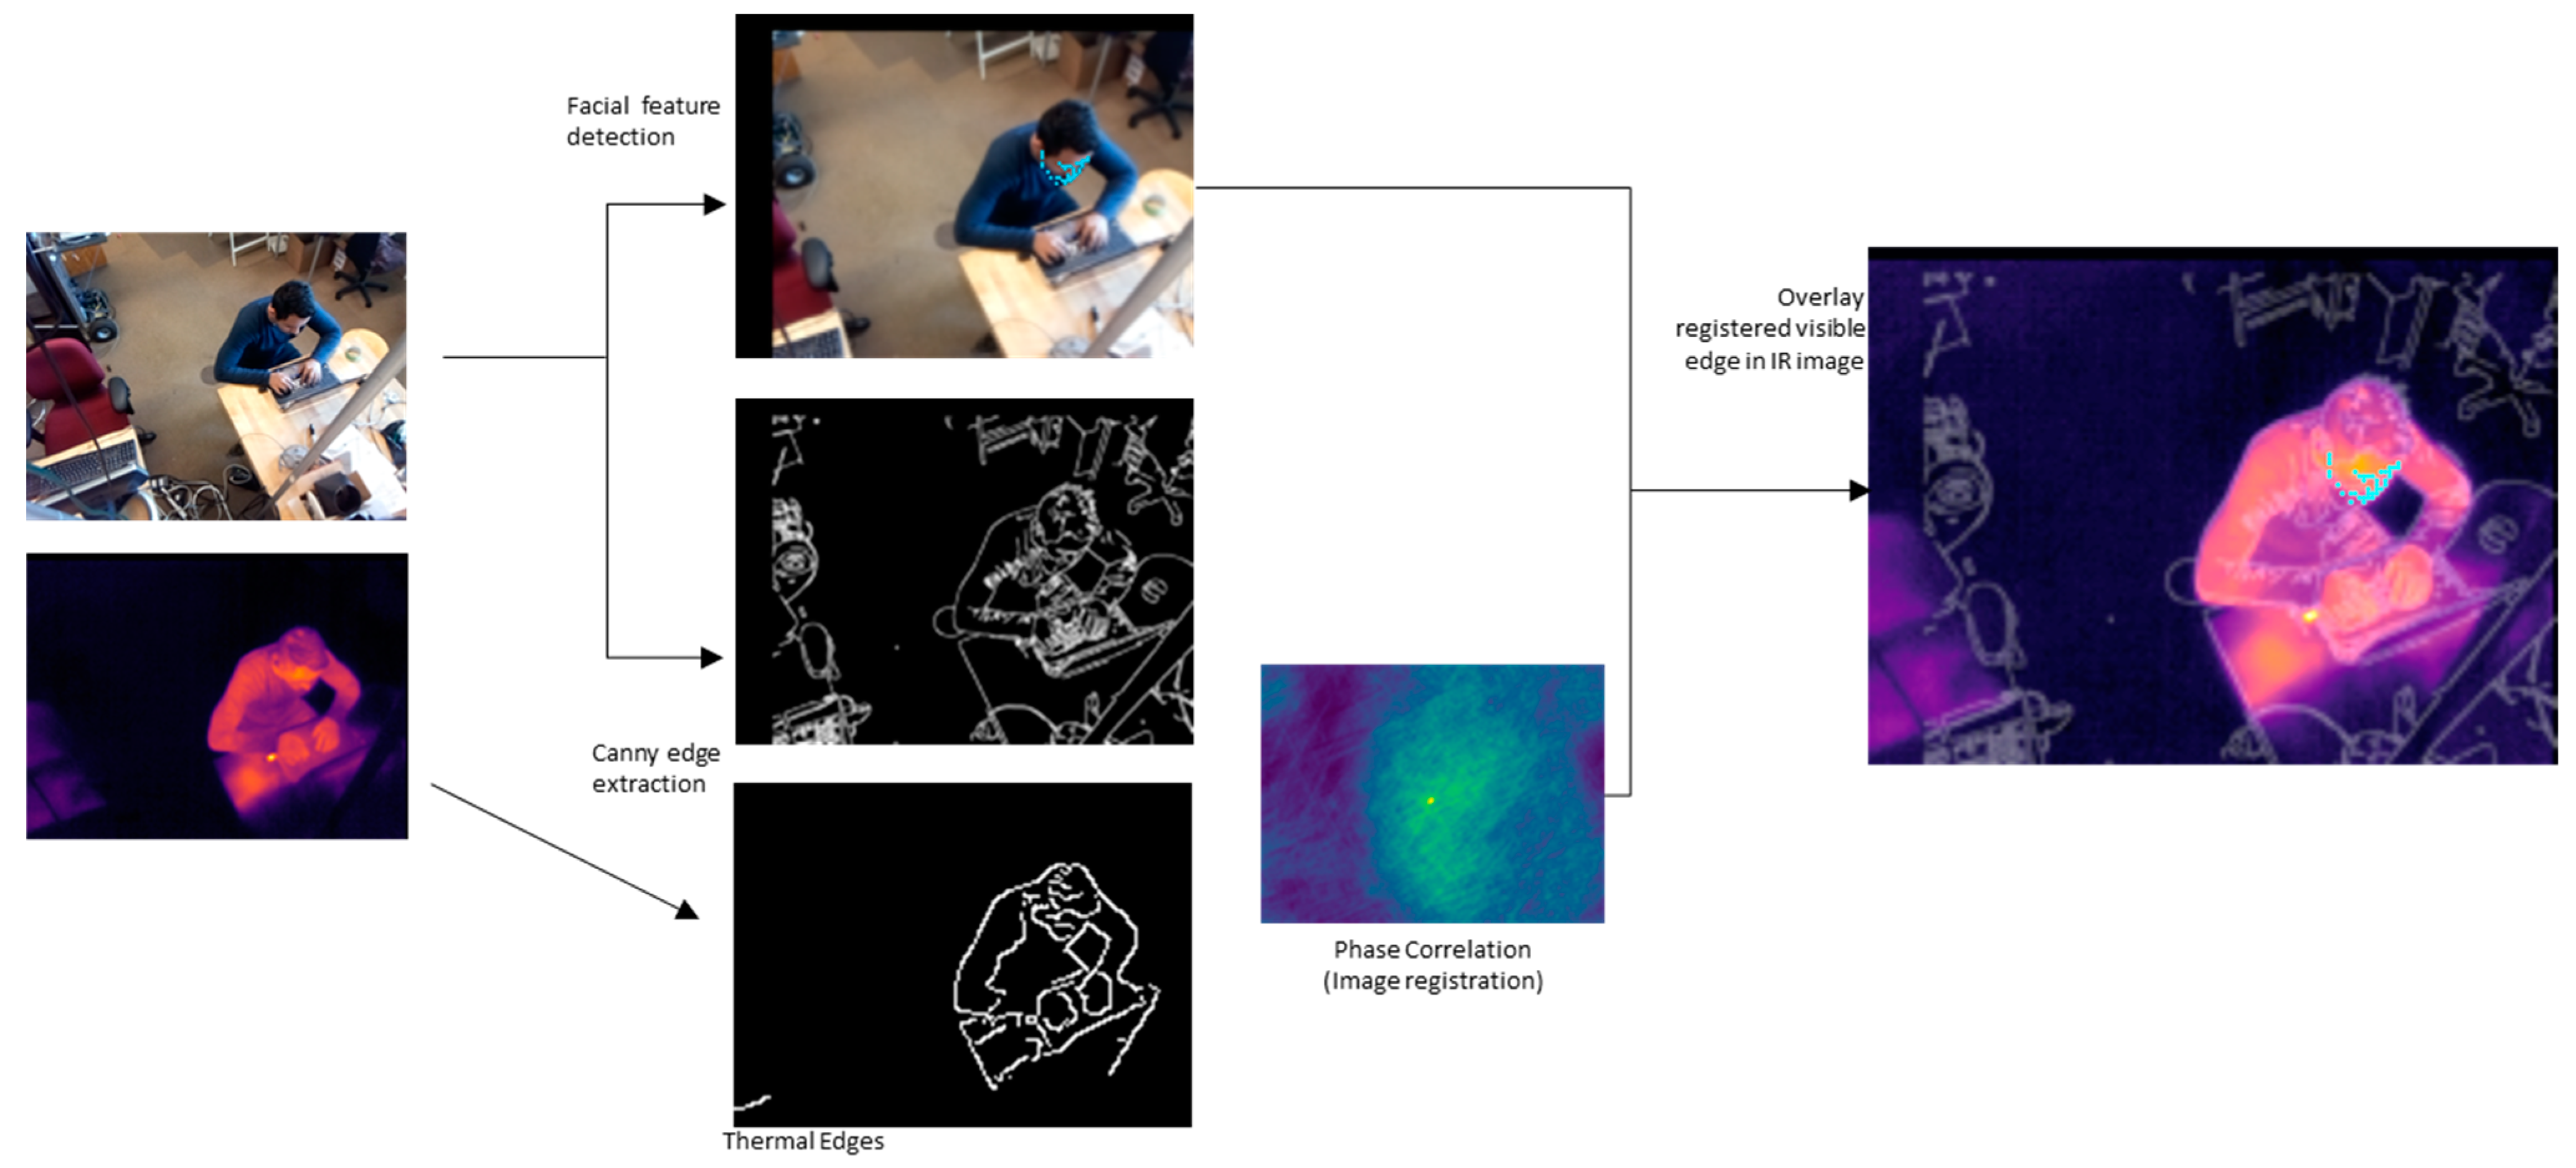 Facial feature
detection
Canny edge
extraction
Thermal Edges
Phase Correlation
(Image registration)
Overlay
registered visible
edge in IR image